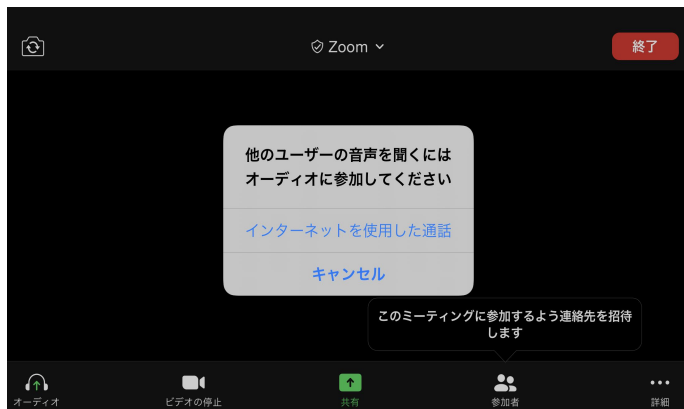 Zoom
終了
他のユーザーの音声を聞くには
オーディオに参加してください
インターネットを使用した通話
キャンセル
このミーティングに参加するよう連絡先を招待
します
オーディオ
ビデオの停止
共有
参加者
詳細